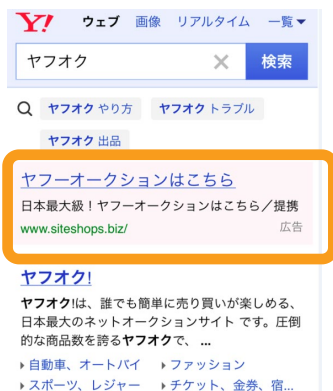 Y!
ウェブ 画像 リアルタイム 一覧▼
ヤフオク × 検索
ヤフオク やり方 ヤフオク トラブル
ヤフオク 出品
ヤフーオークションはこちら
日本最大級！ヤフーオークションはこちら／提携
www.siteshops.biz/ 広告
ヤフオク!
ヤフオク!は、誰でも簡単に売り買いが楽しめる、
日本最大のネットオークションサイト です。圧倒
的な商品数を誇るヤフオクで、 ...
▶自動車、オートバイ ▶ファッション
▶スポーツ、レジャー ▶チケット、金券、宿...